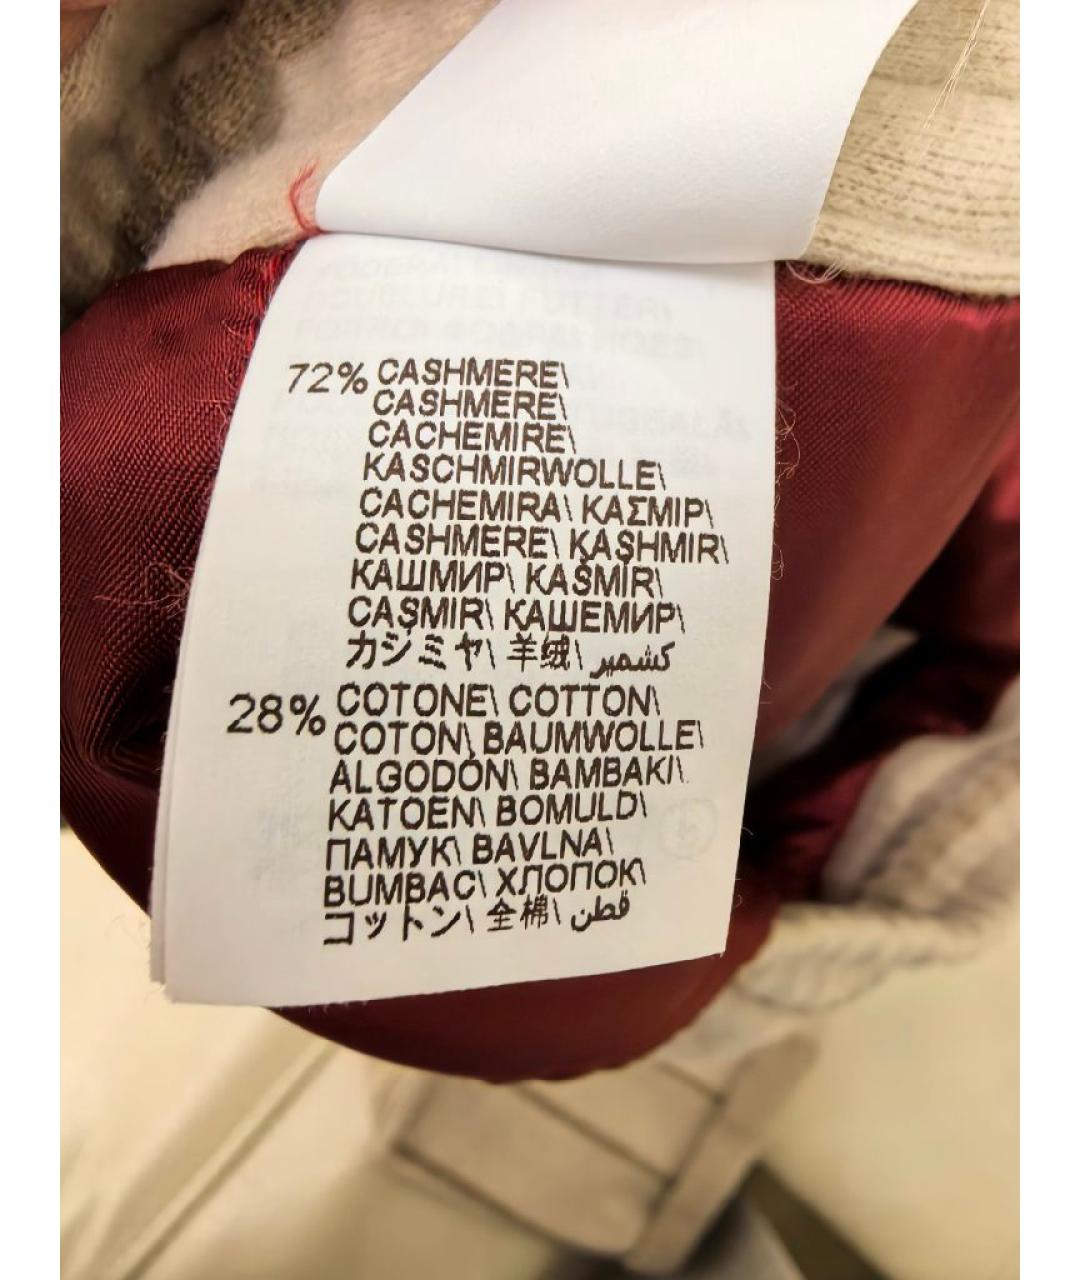 72% CASHMERE\
CASHMERE\
CACHEMIRE\
KASCHMIRWOLLE\
CACHEMIRA\ ΚΑΣΜΙΡ\
CASHMERE\ KAŞHMIR\
КАШМИР\ KAŠMÍR\
CAŞMIR\ КАШЕМИР\
カジミヤ\ 羊绒\ كشمير
28% COTONE\ COTTON\
COTON\ BAUMWOLLE\
ALGODÓN\ BAMBAKI\
KATOEN\ BOMULD\
ПАМУК\ BAVLNA\
BUMBAC\ ХЛОПОК\
コットン\ 全棉\ قطن